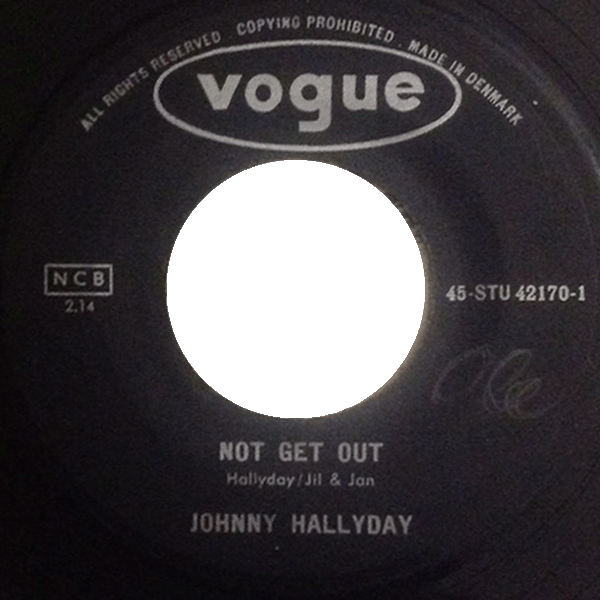 ALL RIGHTS RESERVED COPYING PROHIBITED . MADE IN DENMARK
vogue
NCB
2.14
45-STU 42170-1
NOT GET OUT
Hallyday/Jil & Jan
JOHNNY HALLYDAY